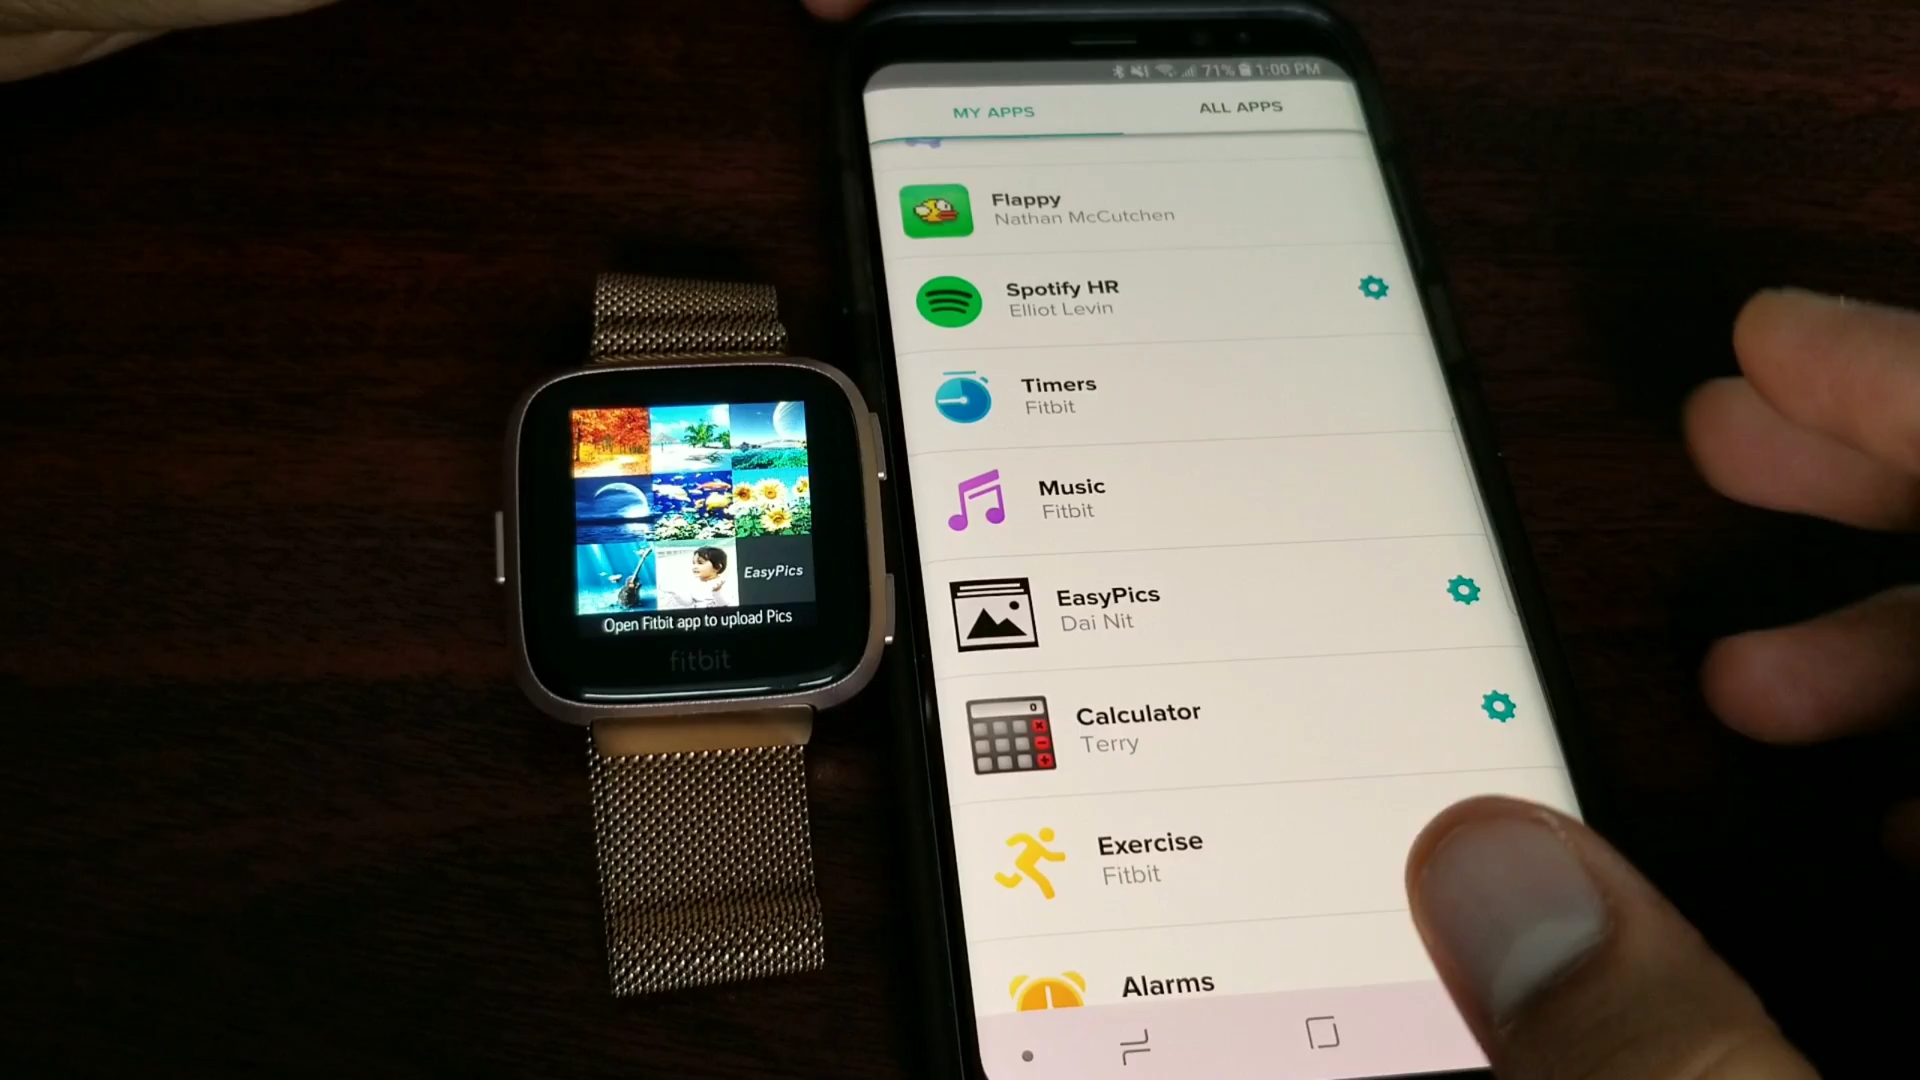 71% 1:00 PM
MY APPS
ALL APPS
Flappy
Nathan McCutchen
Spotify HR
Elliot Levin
Timers
Fitbit
Music
Fitbit
EasyPics
Dai Nit
0
Calculator
Terry
Exercise
Fitbit
Alarms
EasyPics
Open Fitbit app to upload Pics
fitbit